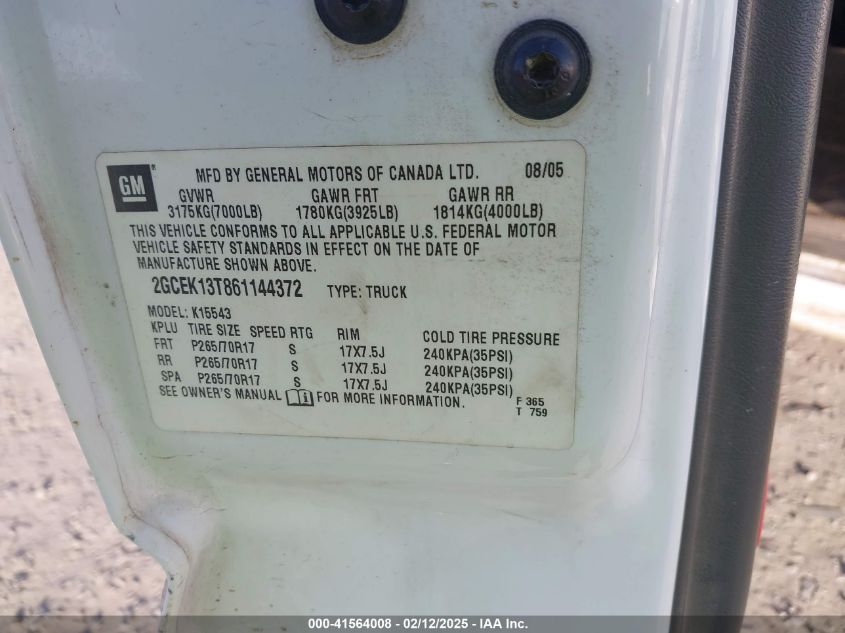 GM
MFD BY GENERAL MOTORS OF CANADA LTD. 08/05
GVWR GAWR FRT GAWR RR
3175KG(7000LB) 1780KG(3925LB) 1814KG(4000LB)
THIS VEHICLE CONFORMS TO ALL APPLICABLE U.S. FEDERAL MOTOR
VEHICLE SAFETY STANDARDS IN EFFECT ON THE DATE OF
MANUFACTURE SHOWN ABOVE.
2GCEK13T861144372 TYPE: TRUCK
MODEL: K15543
KPLU TIRE SIZE SPEED RTG RIM COLD TIRE PRESSURE
FRT P265/70R17 S 17X7.5J 240KPA(35PSI)
RR P265/70R17 S 17X7.5J 240KPA(35PSI)
SPA P265/70R17 S 17X7.5J 240KPA(35PSI)
SEE OWNER'S MANUAL FOR MORE INFORMATION.
F 365
T 759
000-41564008 - 02/12/2025 - IAA Inc.